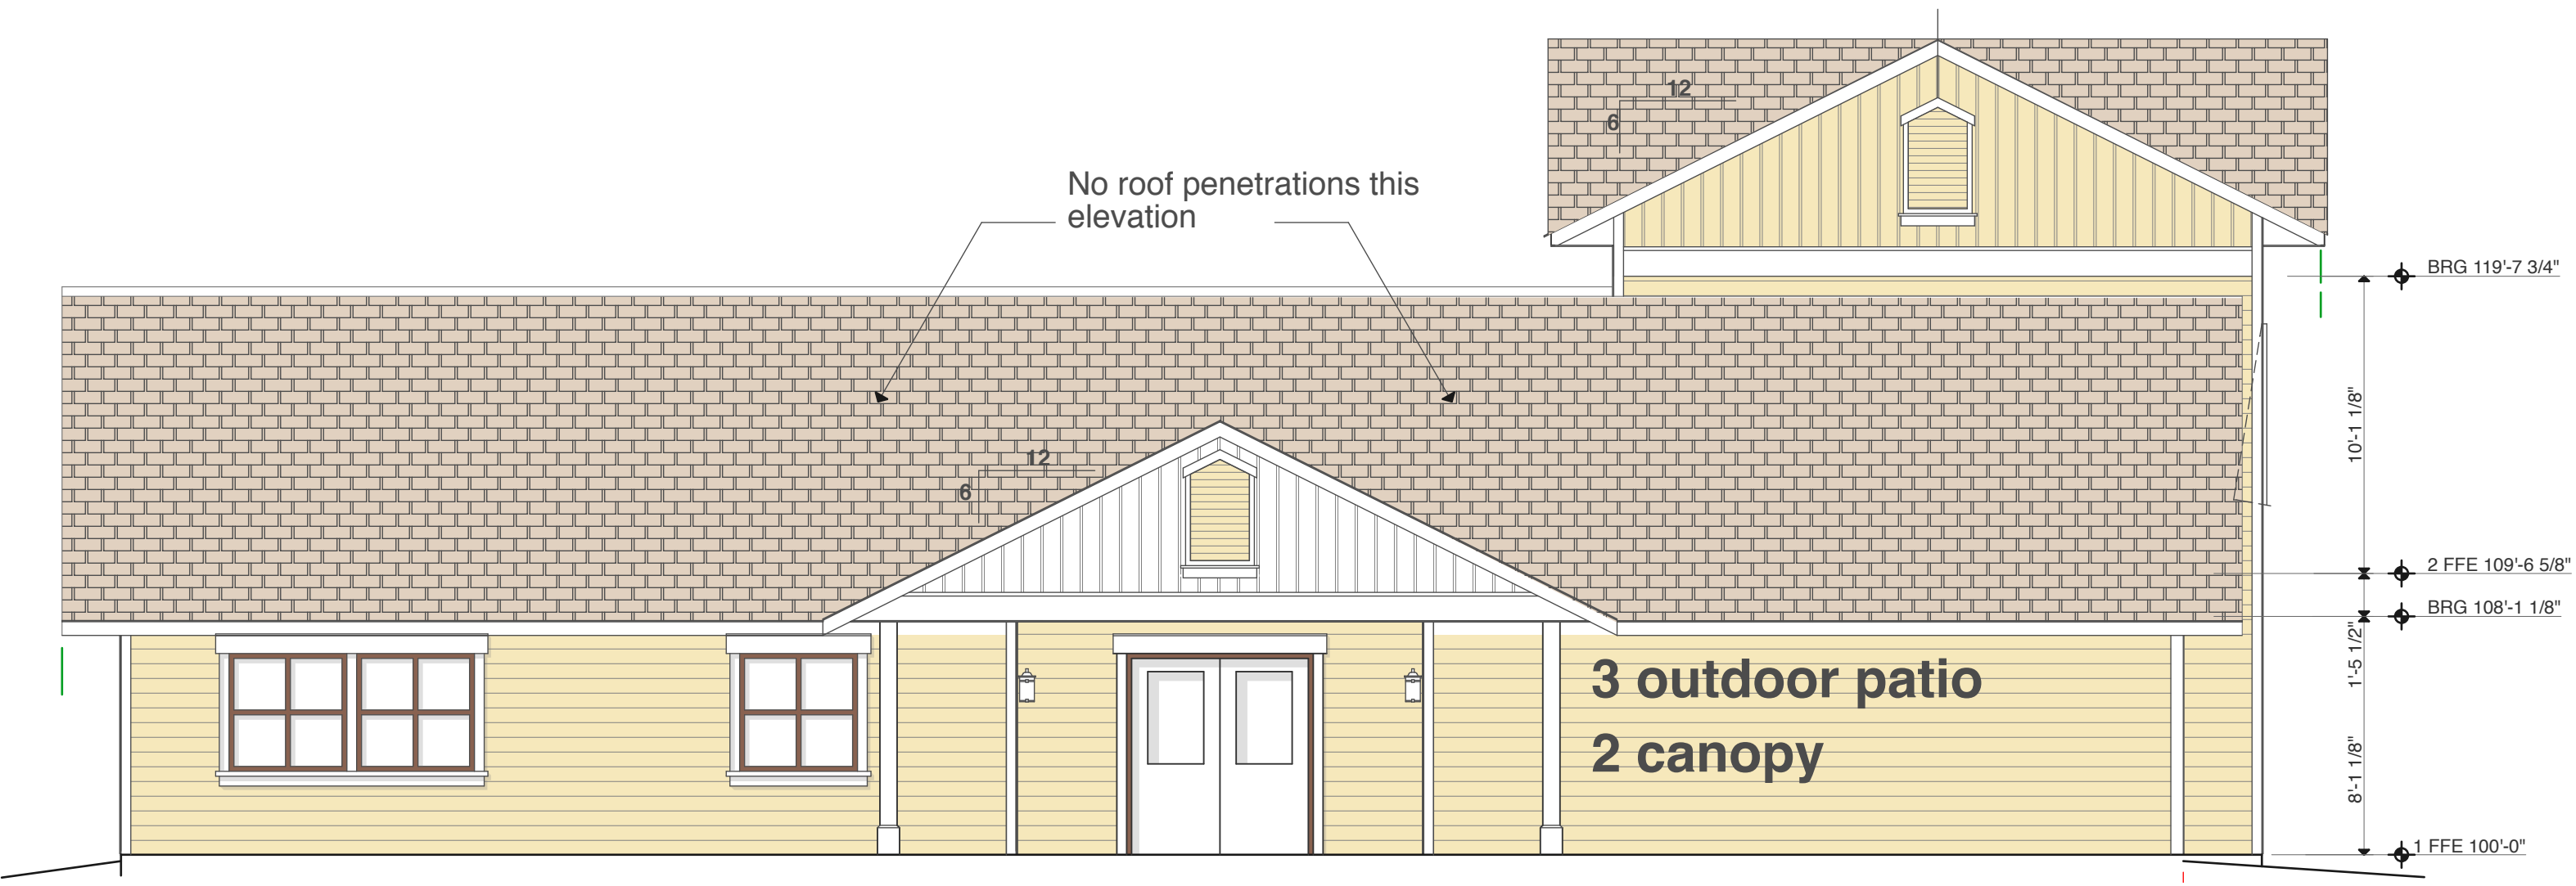 12
6
No roof penetrations this
elevation
BRG 119'-7 3/4"
10'-1 1/8"
12
6
2 FFE 109'-6 5/8"
BRG 108'-1 1/8"
1'-5 1/2"
3 outdoor patio
2 canopy
8'-1 1/8"
1 FFE 100'-0"